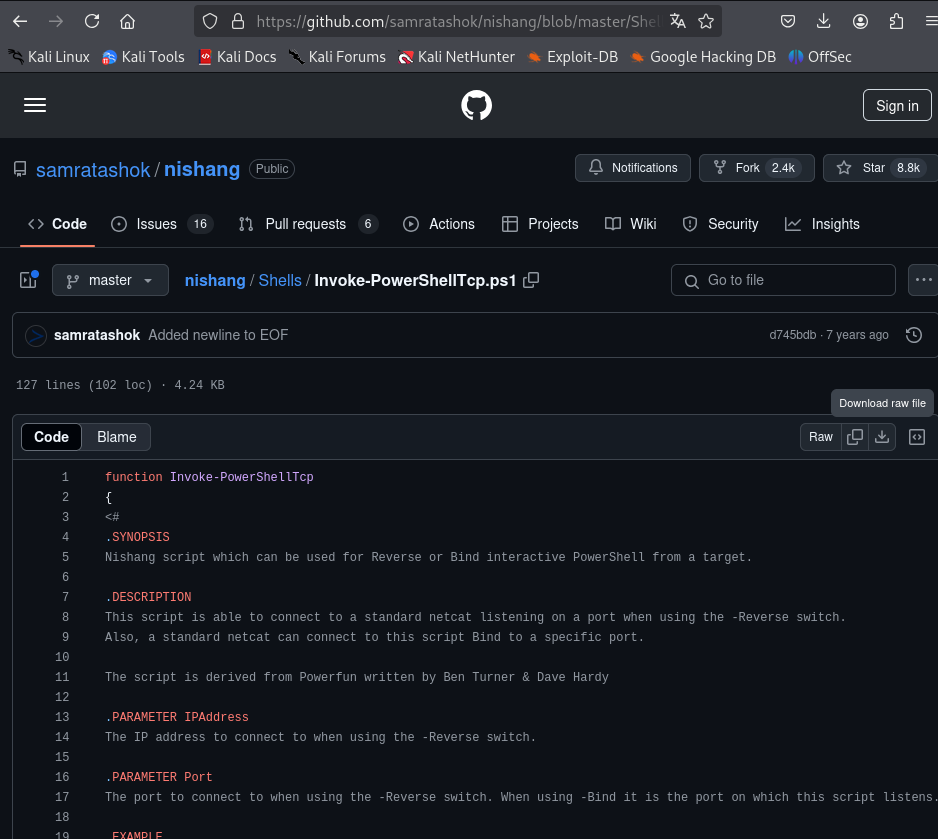 https://github.com/samratashok/nishang/blob/master/She
Kali Linux Kali Tools Kali Docs Kali Forums Kali NetHunter Exploit-DB Google Hacking DB OffSec
Sign in
samratashok / nishang Public Notifications Fork 2.4k Star 8.8k
Code Issues 16 Pull requests 6 Actions Projects Wiki Security Insights
master nishang / Shells / Invoke-PowerShellTcp.ps1 Go to file
samratashok Added newline to EOF d745bdb · 7 years ago
127 lines (102 loc) · 4.24 KB
Download raw file
Code Blame Raw
1 function Invoke-PowerShellTcp
2 {
3 <#
4 .SYNOPSIS
5 Nishang script which can be used for Reverse or Bind interactive PowerShell from a target.
6
7 .DESCRIPTION
8 This script is able to connect to a standard netcat listening on a port when using the -Reverse switch.
9 Also, a standard netcat can connect to this script Bind to a specific port.
10
11 The script is derived from Powerfun written by Ben Turner & Dave Hardy
12
13 .PARAMETER IPAddress
14 The IP address to connect to when using the -Reverse switch.
15
16 .PARAMETER Port
17 The port to connect to when using the -Reverse switch. When using -Bind it is the port on which this script listens.
18
19 .EXAMPLE